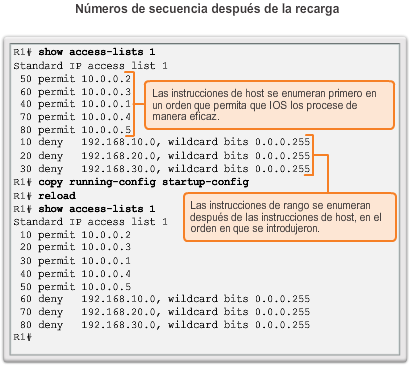 Números de secuencia después de la recarga
R1# show access-lists 1
Standard IP access list 1
50 permit 10.0.0.2
60 permit 10.0.0.3
40 permit 10.0.0.1
70 permit 10.0.0.4
80 permit 10.0.0.5
Las instrucciones de host se enumeran primero en
un orden que permita que IOS los procese de
manera eficaz.
10 deny 192.168.10.0, wildcard bits 0.0.0.255
20 deny 192.168.20.0, wildcard bits 0.0.0.255
30 deny 192.168.30.0, wildcard bits 0.0.0.255
R1# copy running-config startup-config
R1# reload
R1# show access-lists 1
Las instrucciones de rango se enumeran
después de las instrucciones de host, en el
orden en que se introdujeron.
Standard IP access list 1
10 permit 10.0.0.2
20 permit 10.0.0.3
30 permit 10.0.0.1
40 permit 10.0.0.4
50 permit 10.0.0.5
60 deny 192.168.10.0, wildcard bits 0.0.0.255
70 deny 192.168.20.0, wildcard bits 0.0.0.255
80 deny 192.168.30.0, wildcard bits 0.0.0.255
R1#